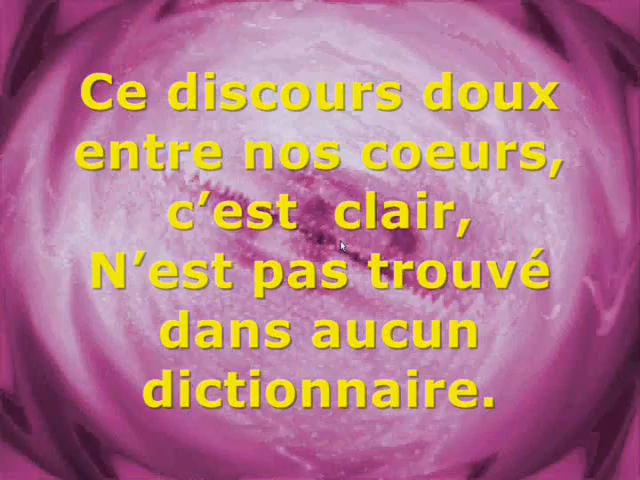 Ce discours doux
entre nos coeurs,
c’est  clair,
N’est pas trouvé
dans aucun
dictionnaire.